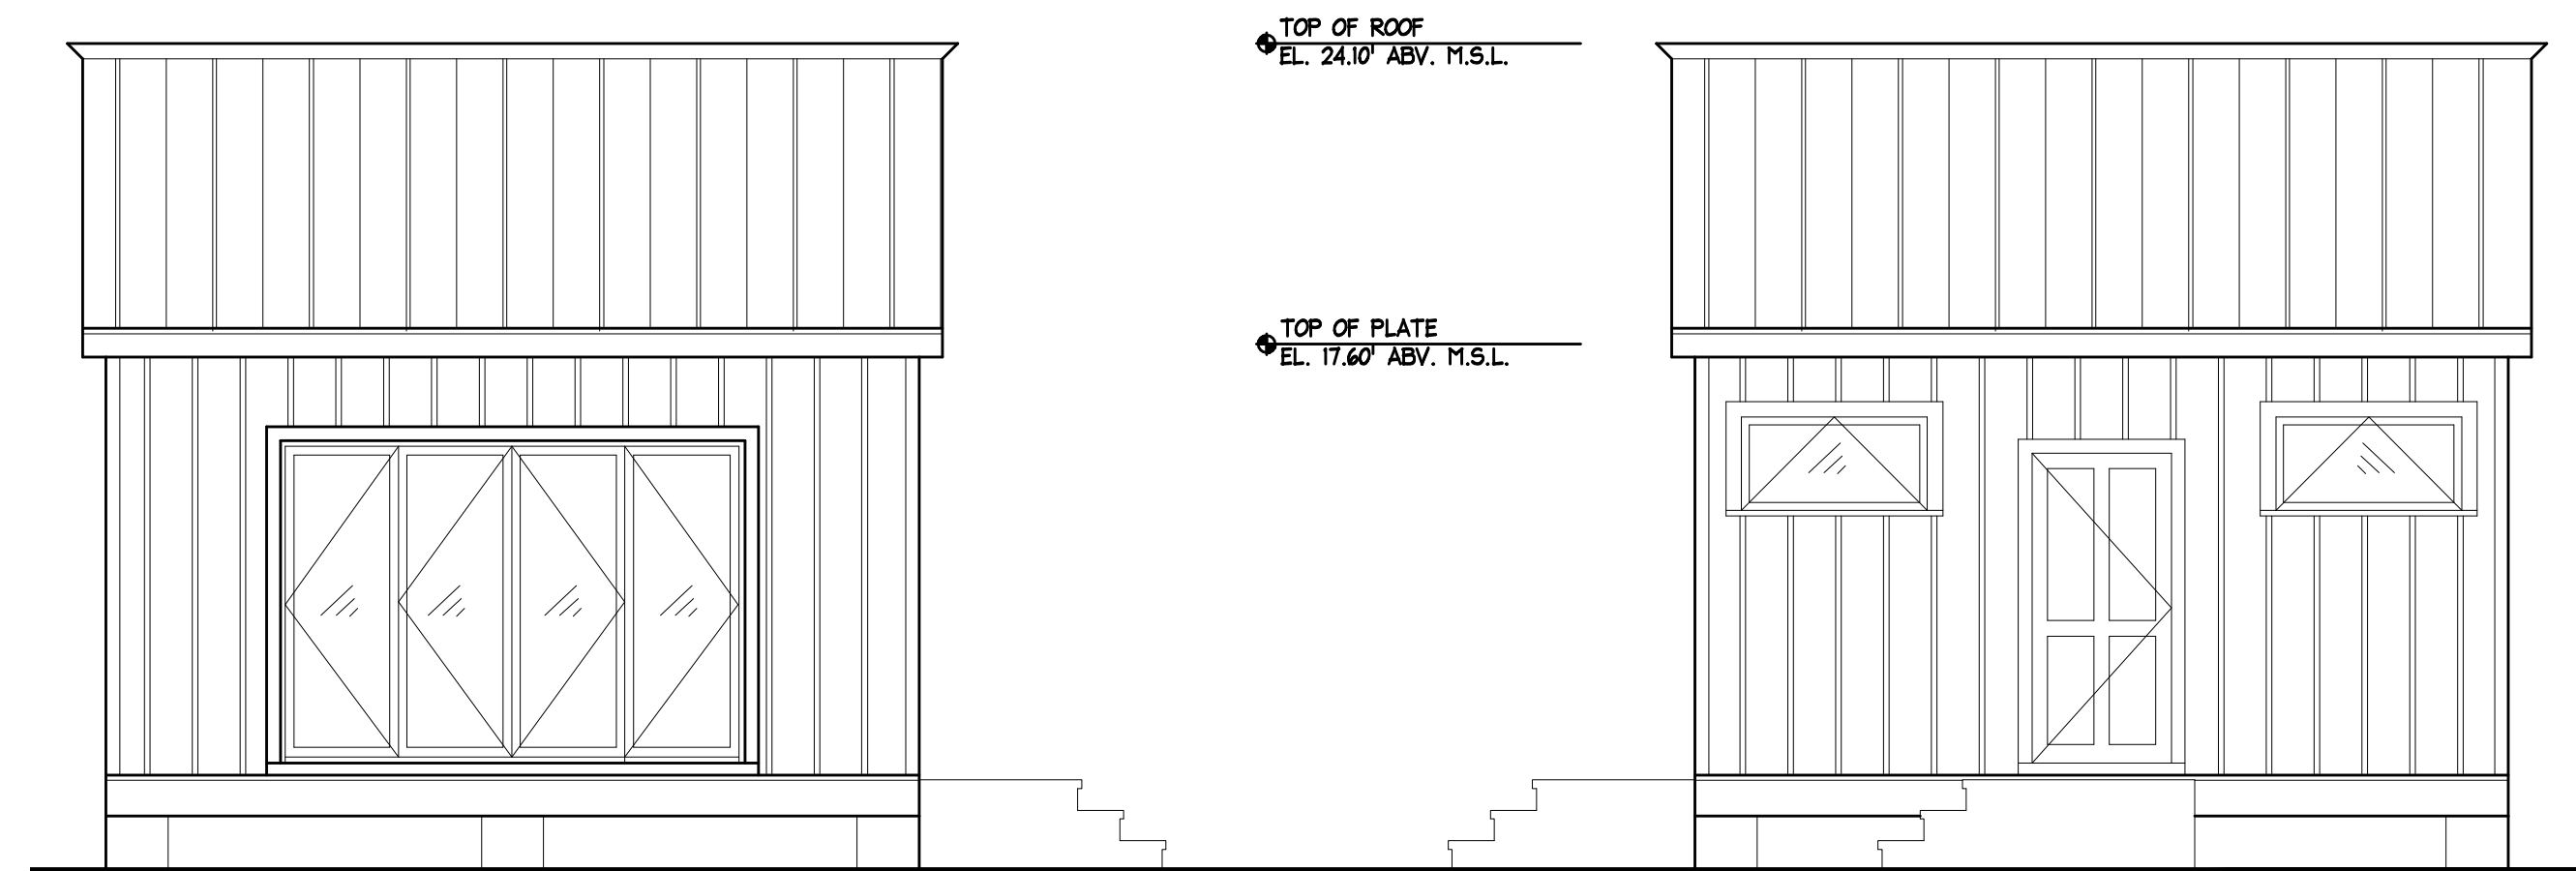 TOP OF ROOF
EL. 24.10' ABV. M.S.L.
TOP OF PLATE
EL. 17.60' ABV. M.S.L.